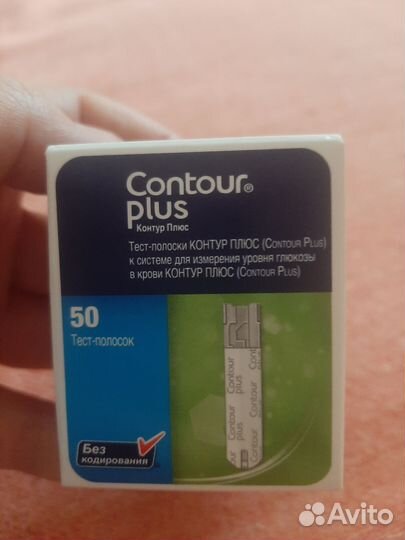 Contour®
plus
Контур Плюс
Тест-полоски КОНТУР ПЛЮС (CONTOUR PLUS)
к системе для измерения уровня глюкозы
в крови КОНТУР ПЛЮС (CONTOUR PLUS)
50
Тест-полосок
Contour
plus
Contour
plus
Без
кодирования
Avito